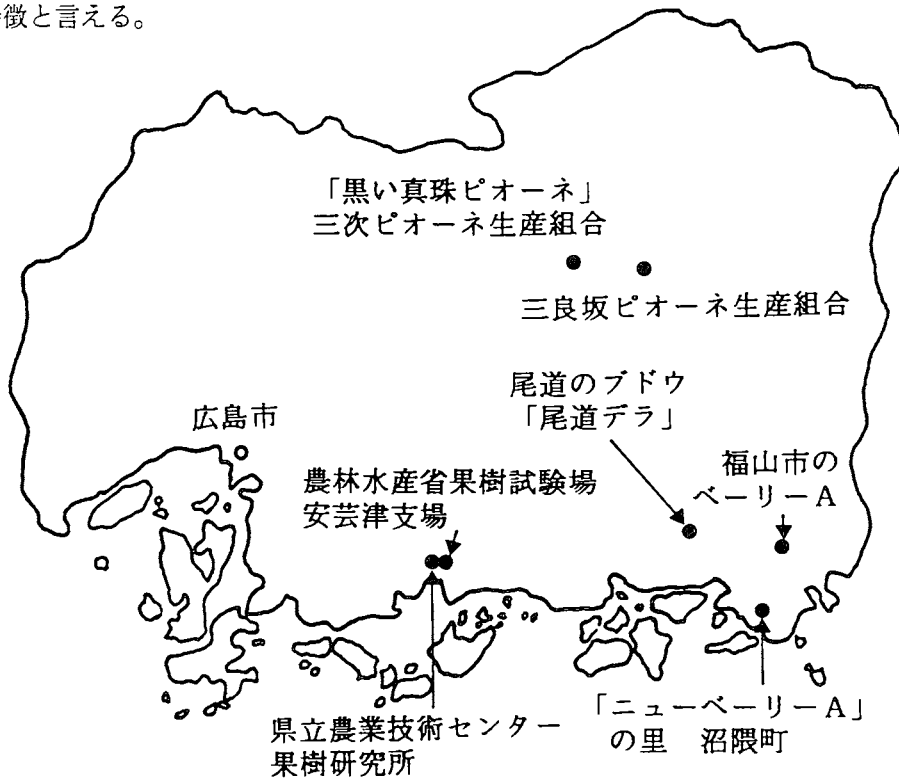 徴と言える。
「黒い真珠ピオーネ」
三次ピオーネ生産組合
三良坂ピオーネ生産組合
尾道のブドウ
「尾道デラ」
広島市
福山市の
ベーリーA
農林水産省果樹試験場
安芸津支場
県立農業技術センター
果樹研究所
「ニューベーリーA」
の里 沼隈町